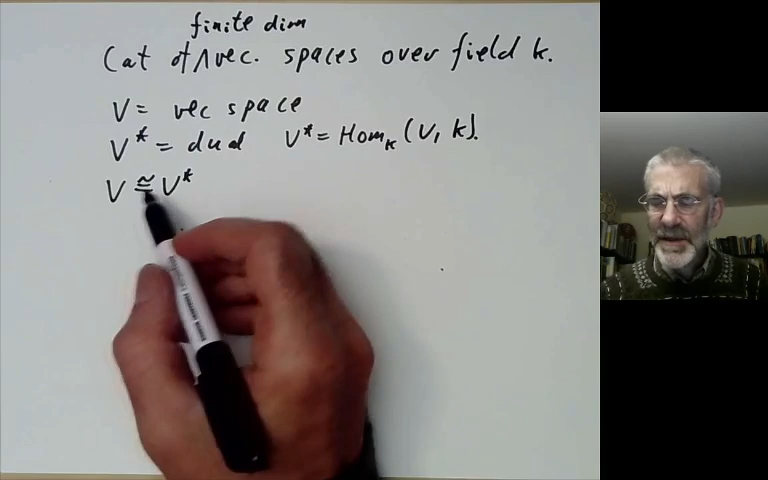 finite dim
Cat of ∧ vec. spaces over field k.
V = vec space
V* = dual   V* = Hom_k (V, k).
V ≅ V*